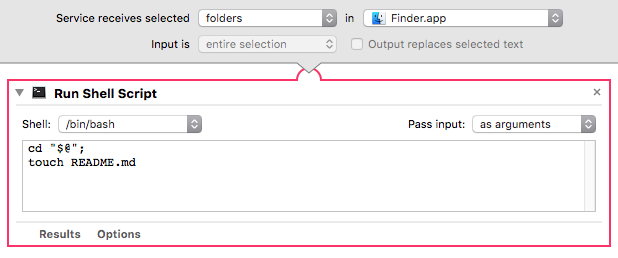 Service receives selected folders in Finder.app
Input is entire selection Output replaces selected text
Run Shell Script
Shell: /bin/bash Pass input: as arguments
cd "$@";
touch README.md
Results Options